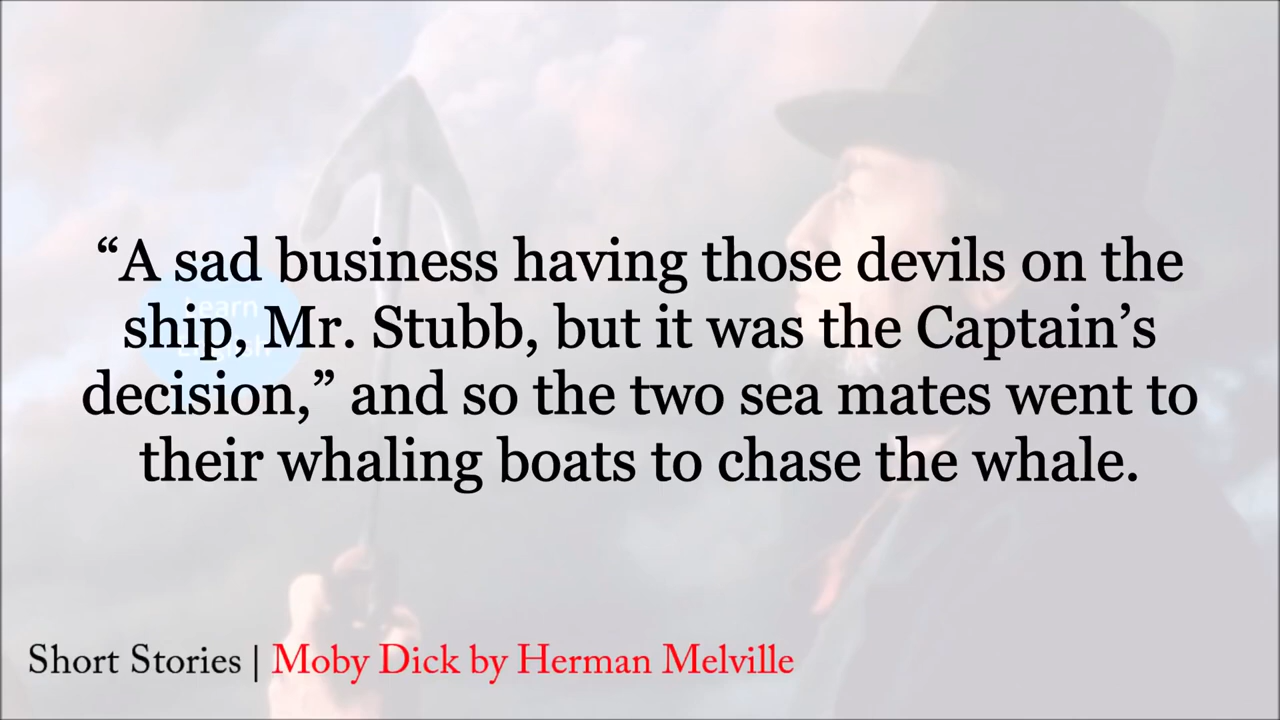 “A sad business having those devils on the
ship, Mr. Stubb, but it was the Captain’s
decision,” and so the two sea mates went to
their whaling boats to chase the whale.
Learn
English
Short Stories | Moby Dick by Herman Melville